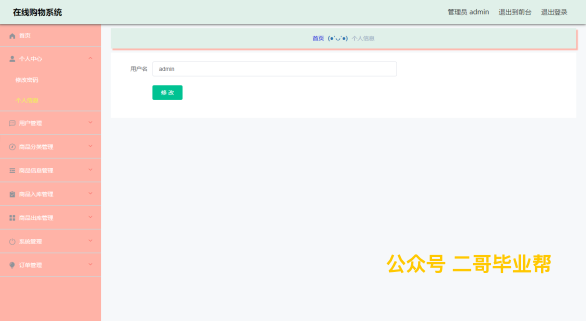 在线购物系统
管理员 admin 退出到前台 退出登录
首页
个人中心
修改密码
个人信息
用户管理
商品分类管理
商品信息管理
商品入库管理
商品出库管理
系统管理
订单管理
首页 (●'◡'●) 个人信息
用户名 admin
修 改
公众号 二哥毕业帮